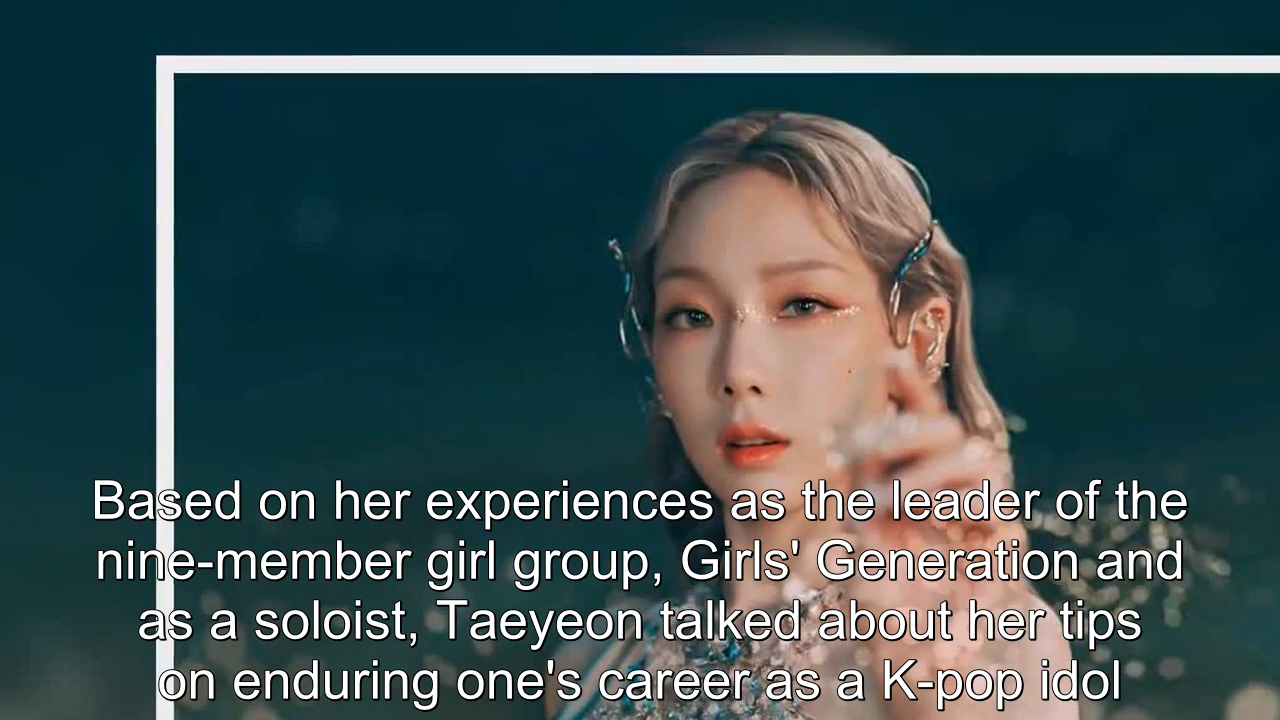 Based on her experiences as the leader of the
nine-member girl group, Girls' Generation and
as a soloist, Taeyeon talked about her tips
on enduring one's career as a K-pop idol